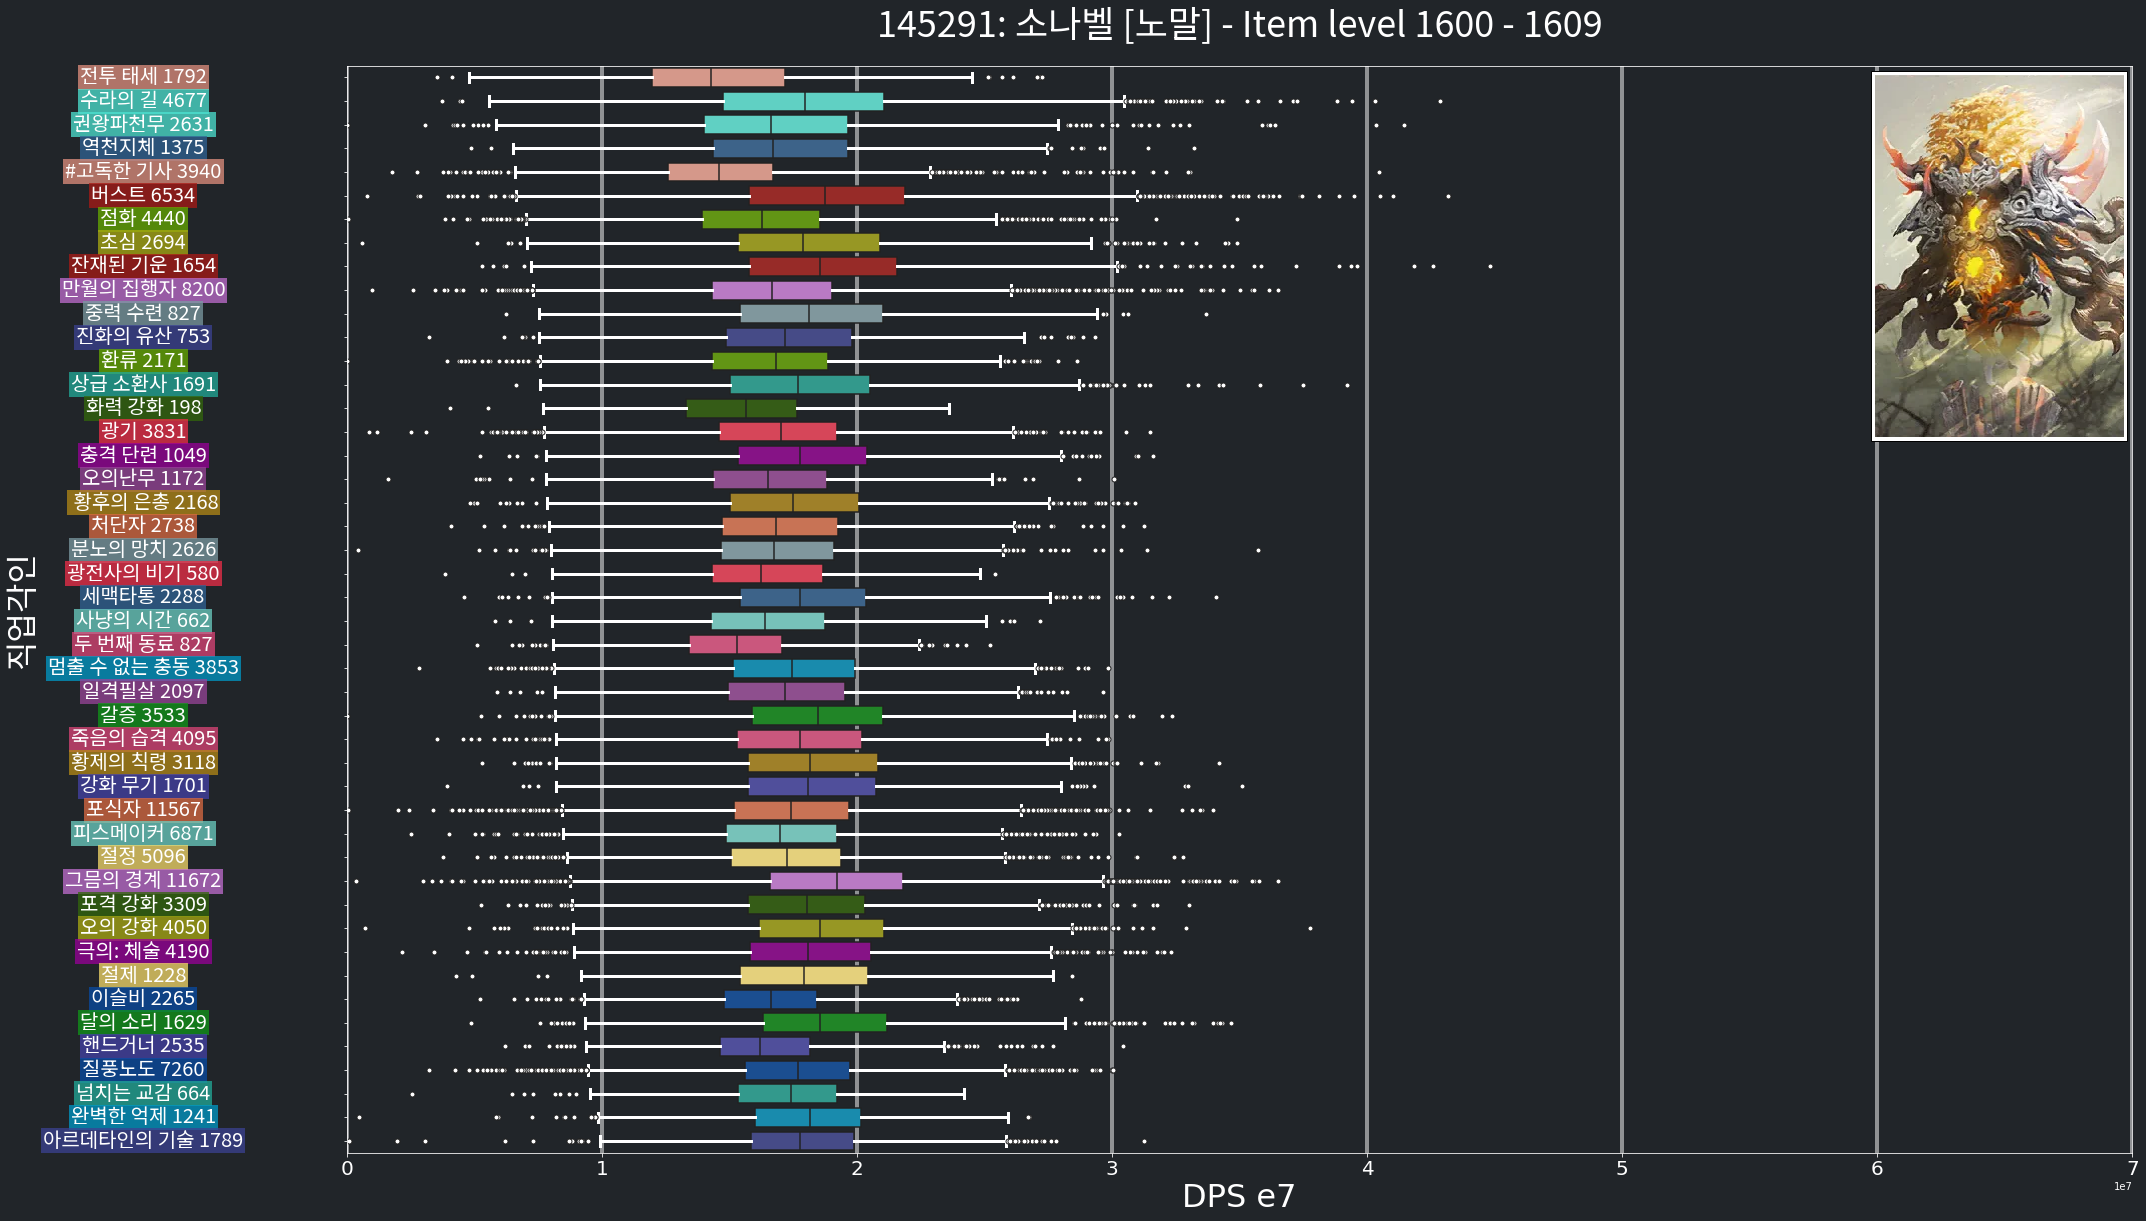 145291: 소나벨 [노말] - Item level 1600 - 1609
직업각인
전투 태세 1792
수라의 길 4677
권왕파천무 2631
역천지체 1375
#고독한 기사 3940
버스트 6534
점화 4440
초심 2694
잔재된 기운 1654
만월의 집행자 8200
중력 수련 827
진화의 유산 753
환류 2171
상급 소환사 1691
화력 강화 198
광기 3831
충격 단련 1049
오의난무 1172
황후의 은총 2168
처단자 2738
분노의 망치 2626
광전사의 비기 580
세맥타통 2288
사냥의 시간 662
두 번째 동료 827
멈출 수 없는 충동 3853
일격필살 2097
갈증 3533
죽음의 습격 4095
황제의 칙령 3118
강화 무기 1701
포식자 11567
피스메이커 6871
절정 5096
그믐의 경계 11672
포격 강화 3309
오의 강화 4050
극의: 체술 4190
절제 1228
이슬비 2265
달의 소리 1629
핸드거너 2535
질풍노도 7260
넘치는 교감 664
완벽한 억제 1241
아르데타인의 기술 1789
0 1 2 3 4 5 6 7
1e7
DPS e7